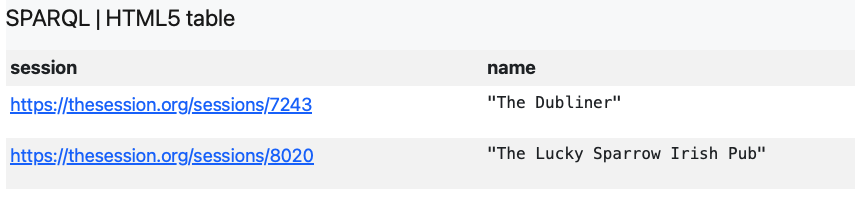 SPARQL | HTML5 table
session name
https://thesession.org/sessions/7243 "The Dubliner"
https://thesession.org/sessions/8020 "The Lucky Sparrow Irish Pub"